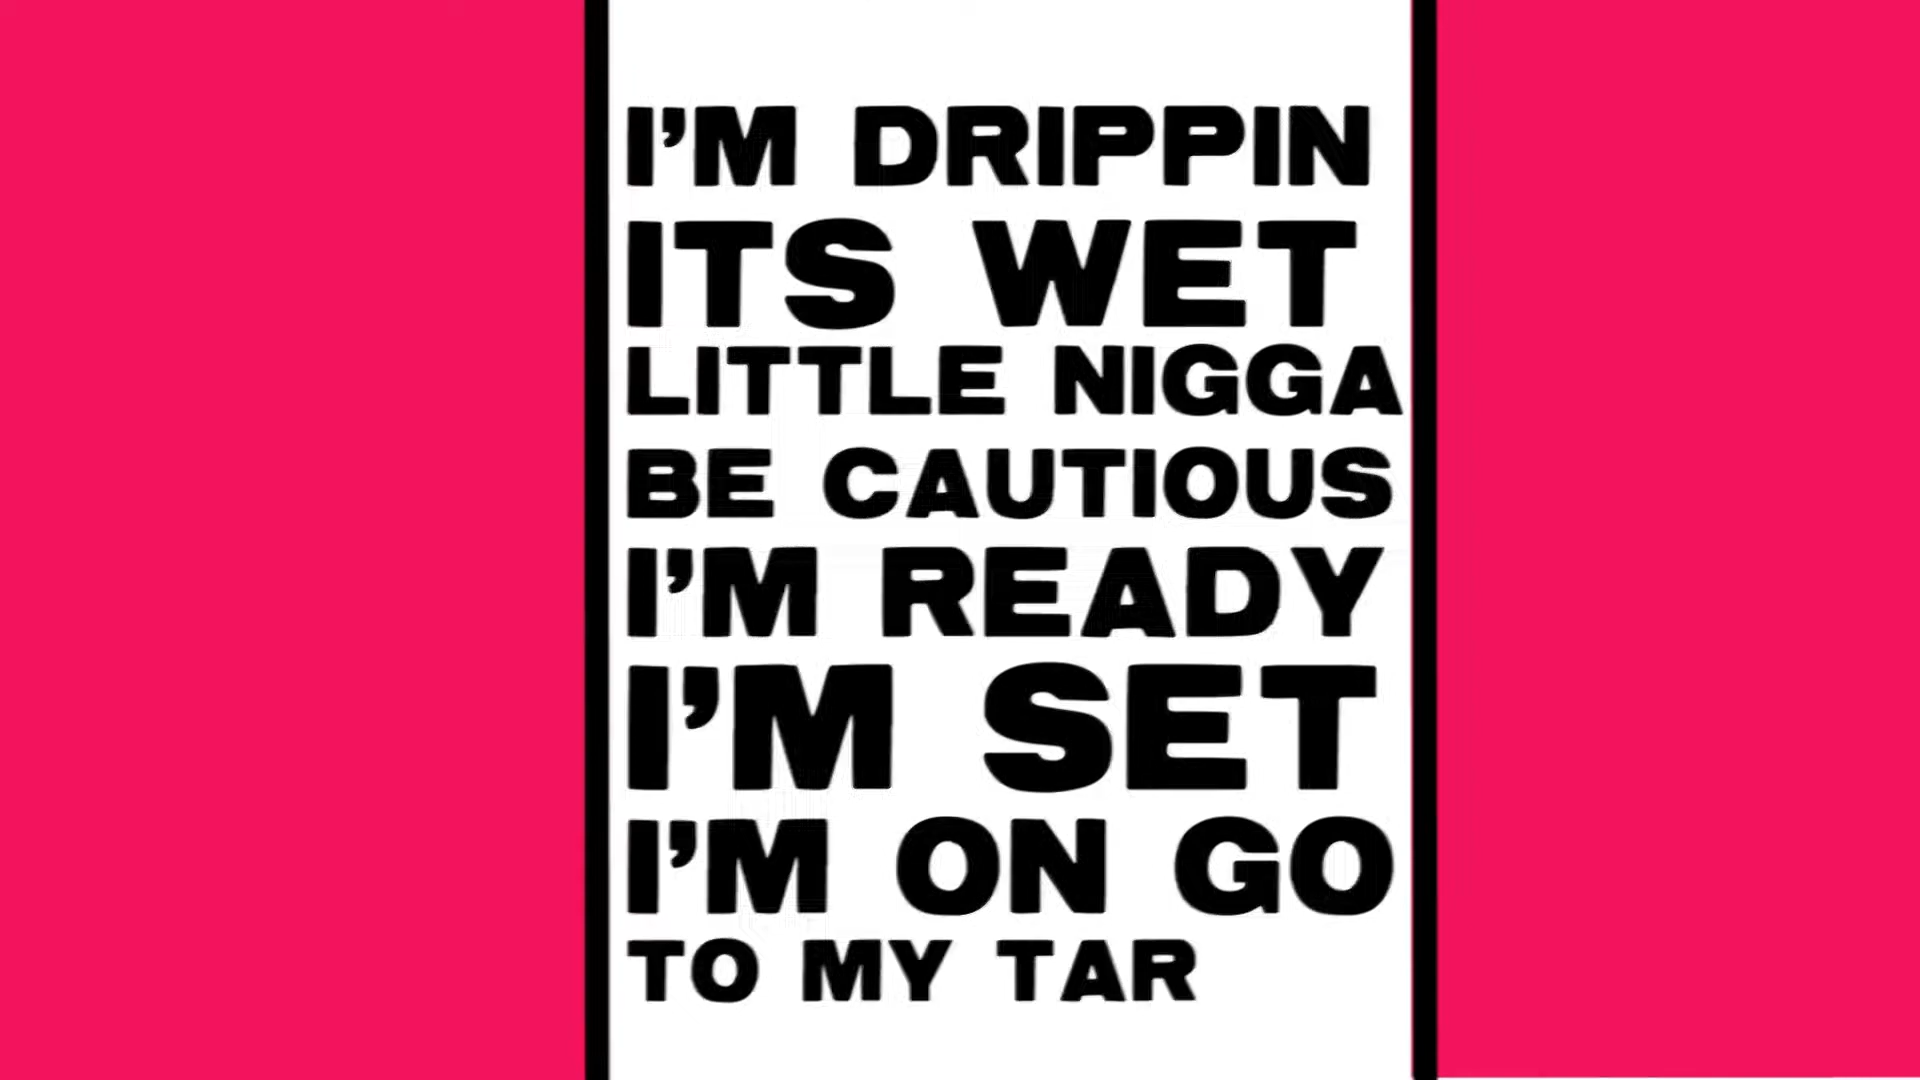 I'M DRIPPIN
ITS WET
LITTLE NIGGA
BE CAUTIOUS
I'M READY
I'M SET
I'M ON GO
TO MY TAR